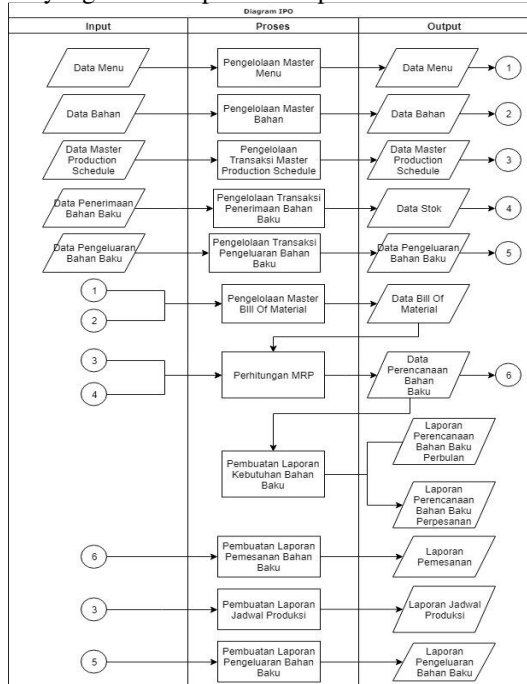 Diagram IPO
Input
Proses
Output
Data Menu
Pengelolaan Master
Menu
Data Menu
1
Data Bahan
Pengelolaan Master
Bahan
Data Bahan
2
Data Master
Production
Schedule
Pengelolaan
Transaksi Master
Production Schedule
Data Master
Production
Schedule
3
Data Penerimaan
Bahan Baku
Pengelolaan Transaksi
Penerimaan Bahan
Baku
Data Stok
4
Data Pengeluaran
Bahan Baku
Pengelolaan Transaksi
Pengeluaran Bahan
Baku
Data Pengeluaran
Bahan Baku
5
1
2
Pengelolaan Master
Bill Of Material
Data Bill Of
Material
3
4
Perhitungan MRP
Data
Perencanaan
Bahan
Baku
6
Pembuatan Laporan
Kebutuhan Bahan
Baku
Laporan
Perencanaan
Bahan Baku
Perbulan
Laporan
Perencanaan
Bahan Baku
Perpesanan
6
Pembuatan Laporan
Pemesanan Bahan
Baku
Laporan
Pemesanan
3
Pembuatan Laporan
Jadwal Produksi
Laporan Jadwal
Produksi
5
Pembuatan Laporan
Pengeluaran Bahan
Baku
Laporan
Pengeluaran
Bahan Baku